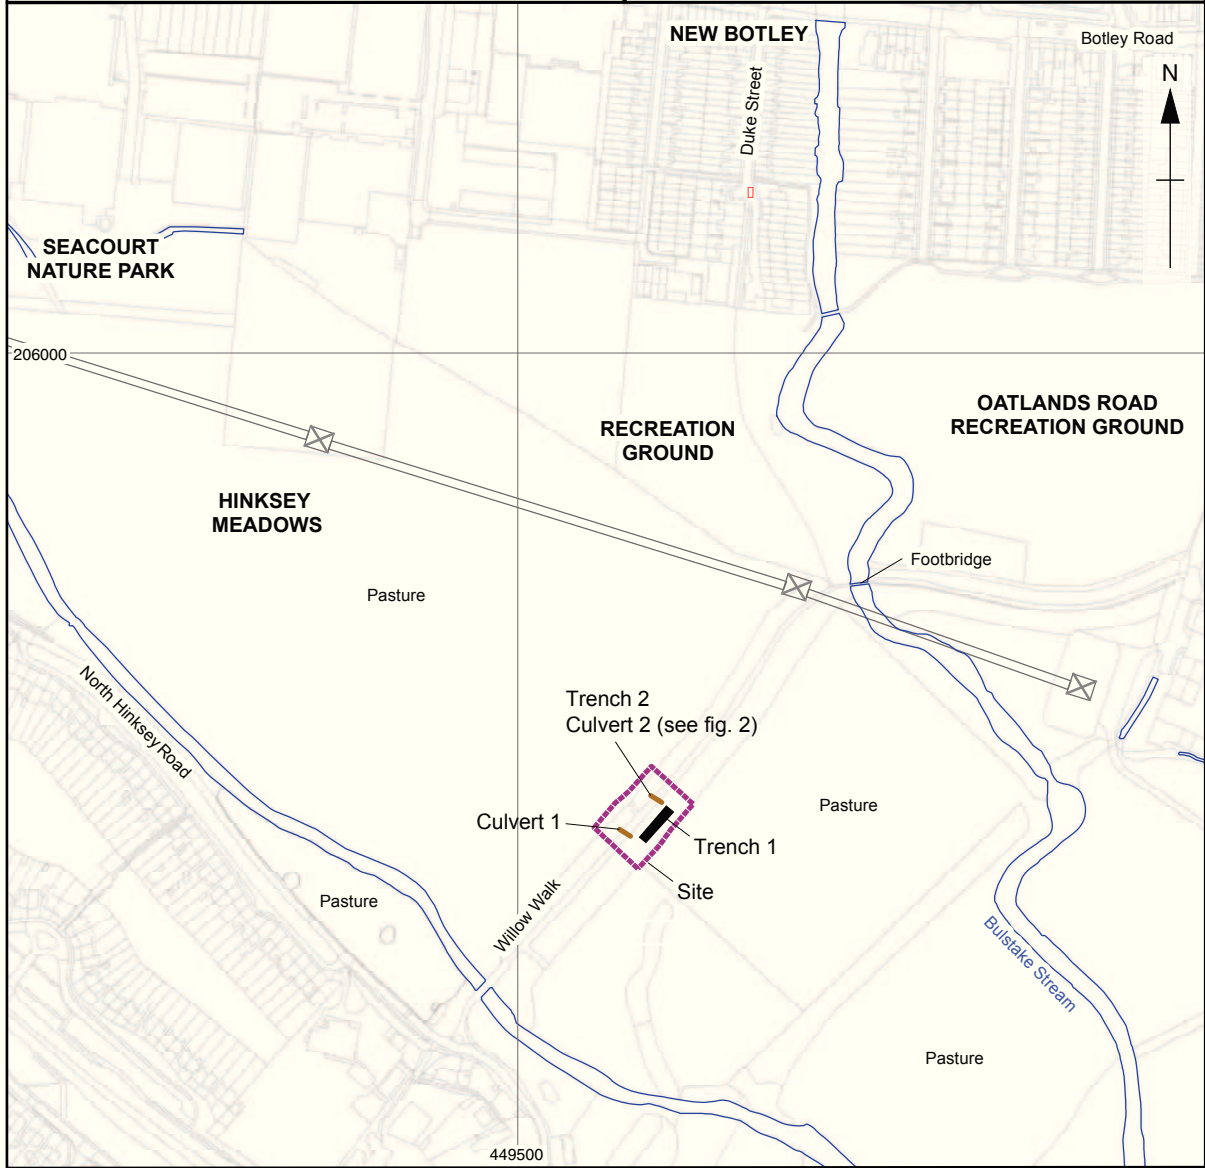 NEW BOTLEY
Botley Road
N
Duke Street
SEACOURT
NATURE PARK
206000
OATLANDS ROAD
RECREATION GROUND
RECREATION
GROUND
HINKSEY
MEADOWS
Footbridge
Pasture
North Hinksey Road
Trench 2
Culvert 2 (see fig. 2)
Pasture
Culvert 1
Trench 1
Site
Pasture
Willow Walk
Bulstake Stream
Pasture
449500